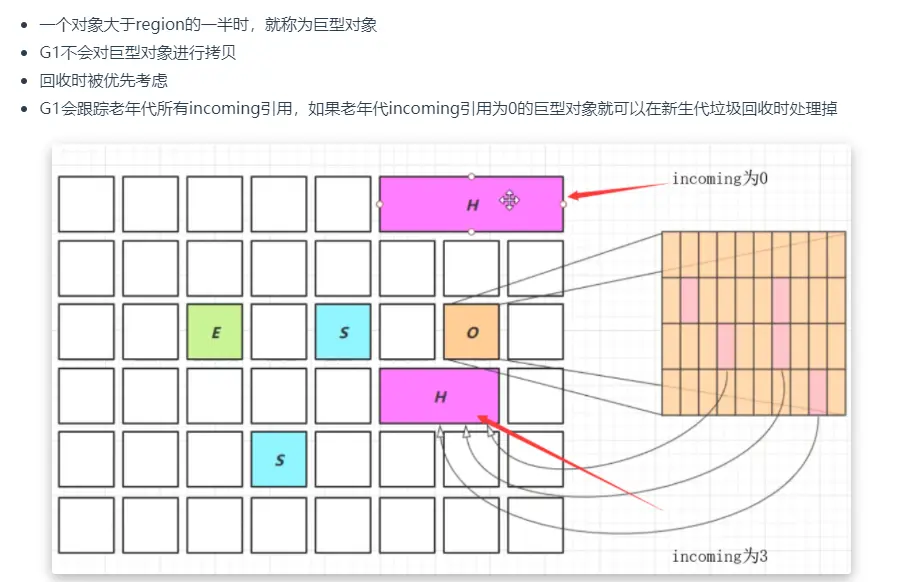 一个对象大于region的一半时，就称为巨型对象
G1不会对巨型对象进行拷贝
回收时被优先考虑
G1会跟踪老年代所有incoming引用，如果老年代incoming引用为0的巨型对象就可以在新生代垃圾回收时处理掉
incoming为0
H
E
S
O
H
S
incoming为3